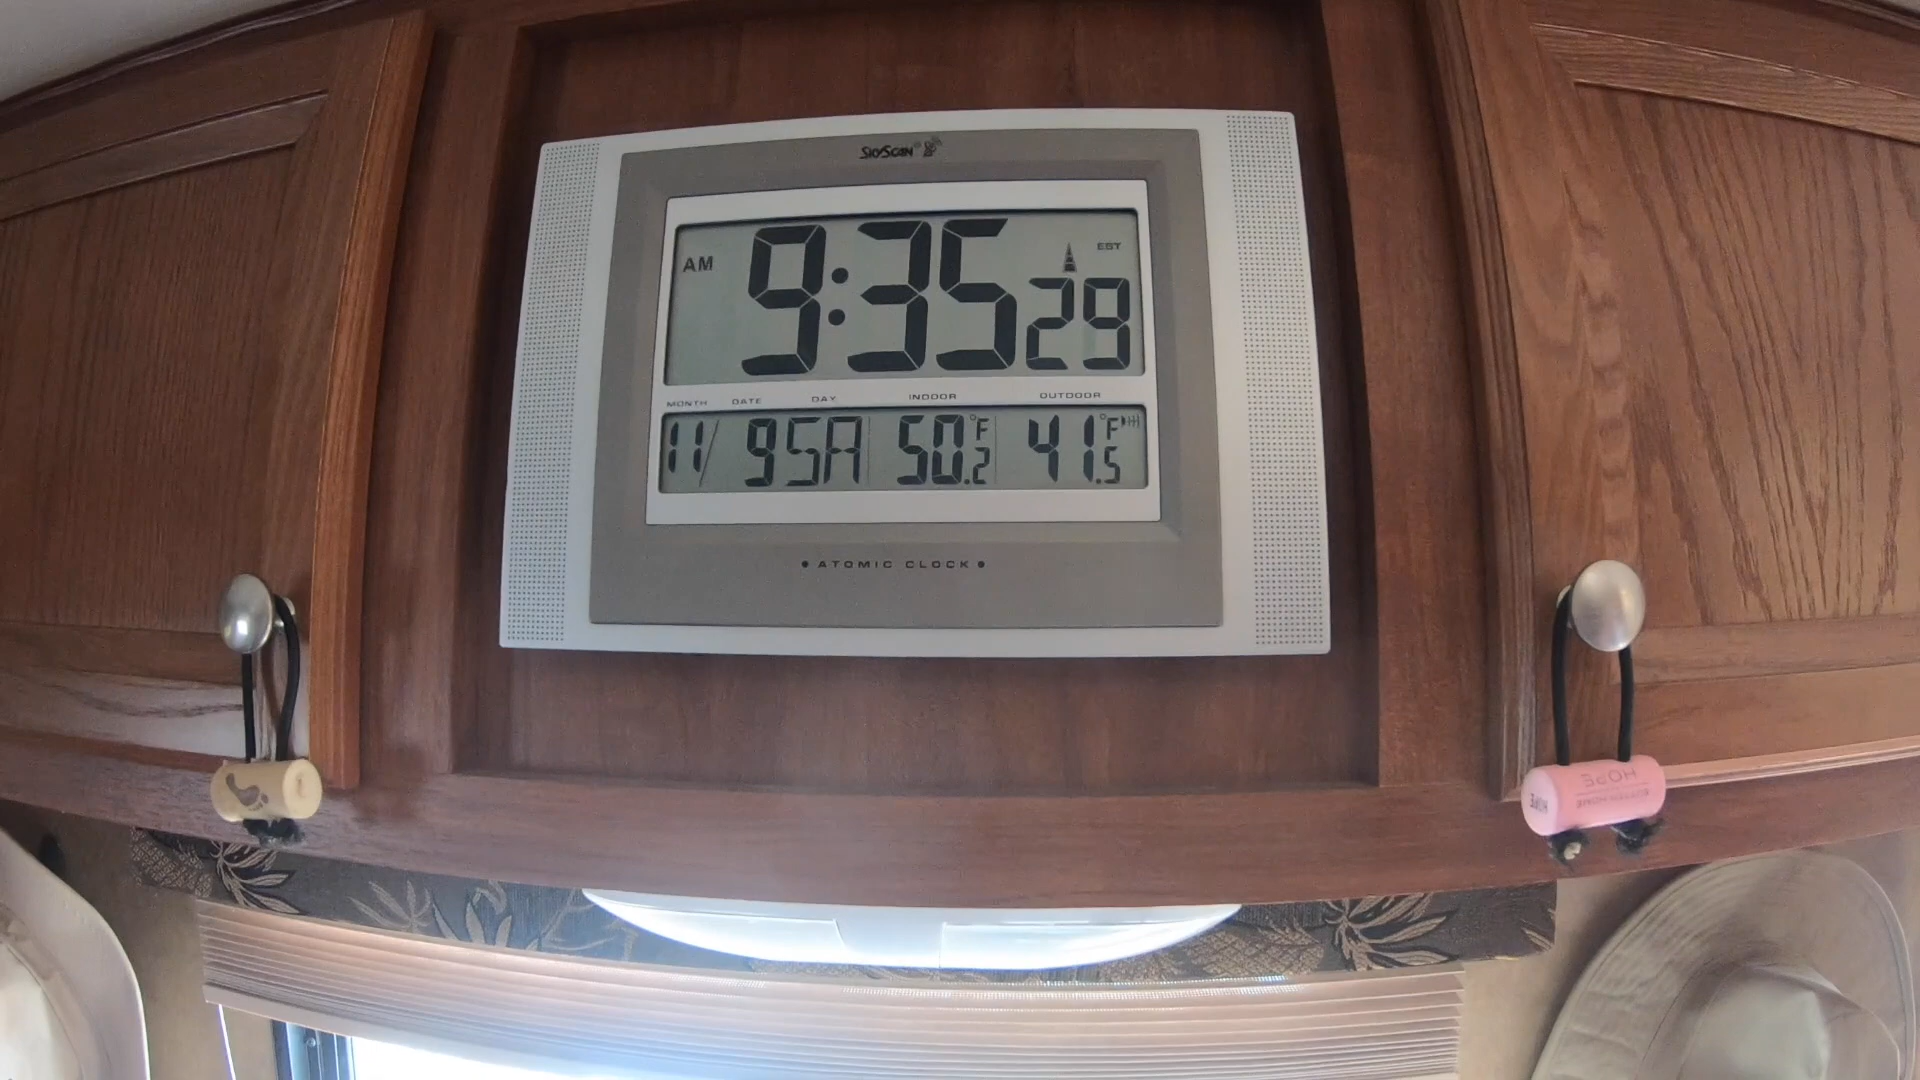 SKYSCAN
AM 9:35 29 EST
MONTH DATE DAY INDOOR OUTDOOR
11/ 9 SA 50.2 °F 41.5 °F
• ATOMIC CLOCK •
HOPE
HOPE